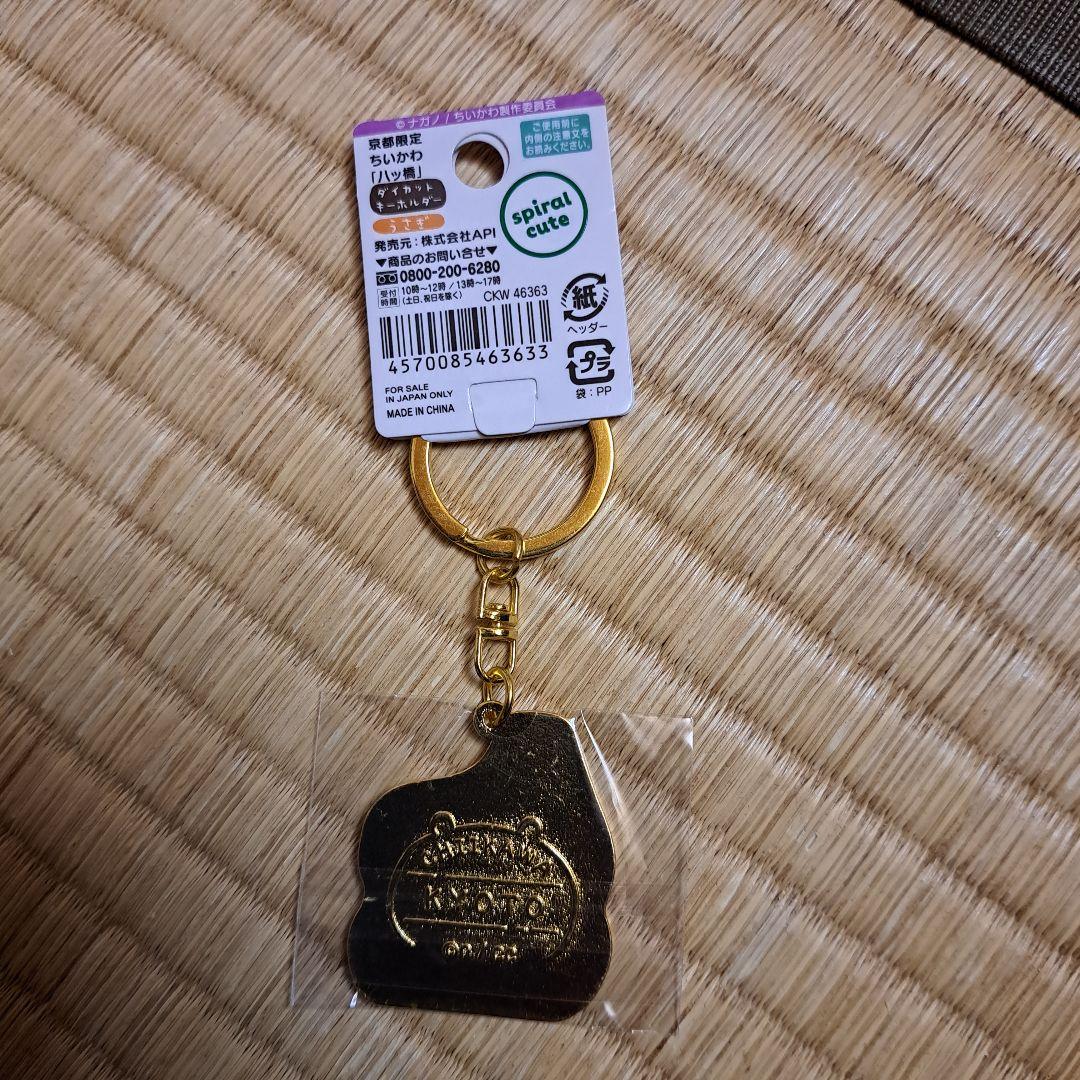 ©ナガノ / ちいかわ製作委員会
京都限定
ちいかわ
「八ッ橋」
ダイカット
キーホルダー
うさぎ
ご使用前に
内側の注意文を
お読みください。
spiral
cute
発売元:株式会社API
▼商品のお問い合せ▼
0800-200-6280
受付時間 10時~12時 / 13時~17時
(土日、祝日を除く)
CKW 46363
4570085463633
紙
ヘッダー
プラ
袋:PP
FOR SALE
IN JAPAN ONLY
MADE IN CHINA
CHIIKAWA
KYOTO